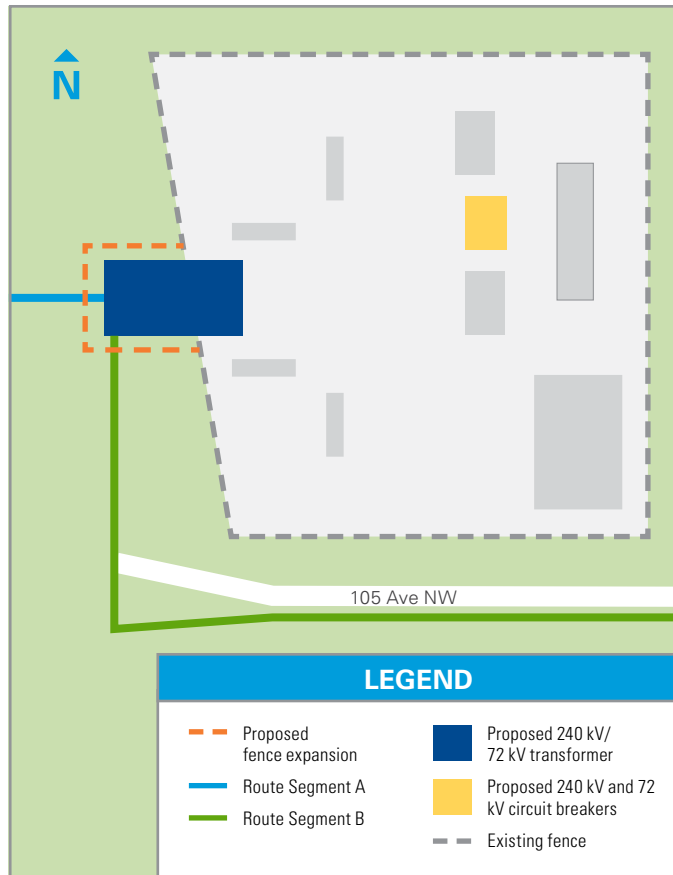 N
105 Ave NW
LEGEND
Proposed
fence expansion
Route Segment A
Route Segment B
Proposed 240 kV/
72 kV transformer
Proposed 240 kV and 72
kV circuit breakers
Existing fence